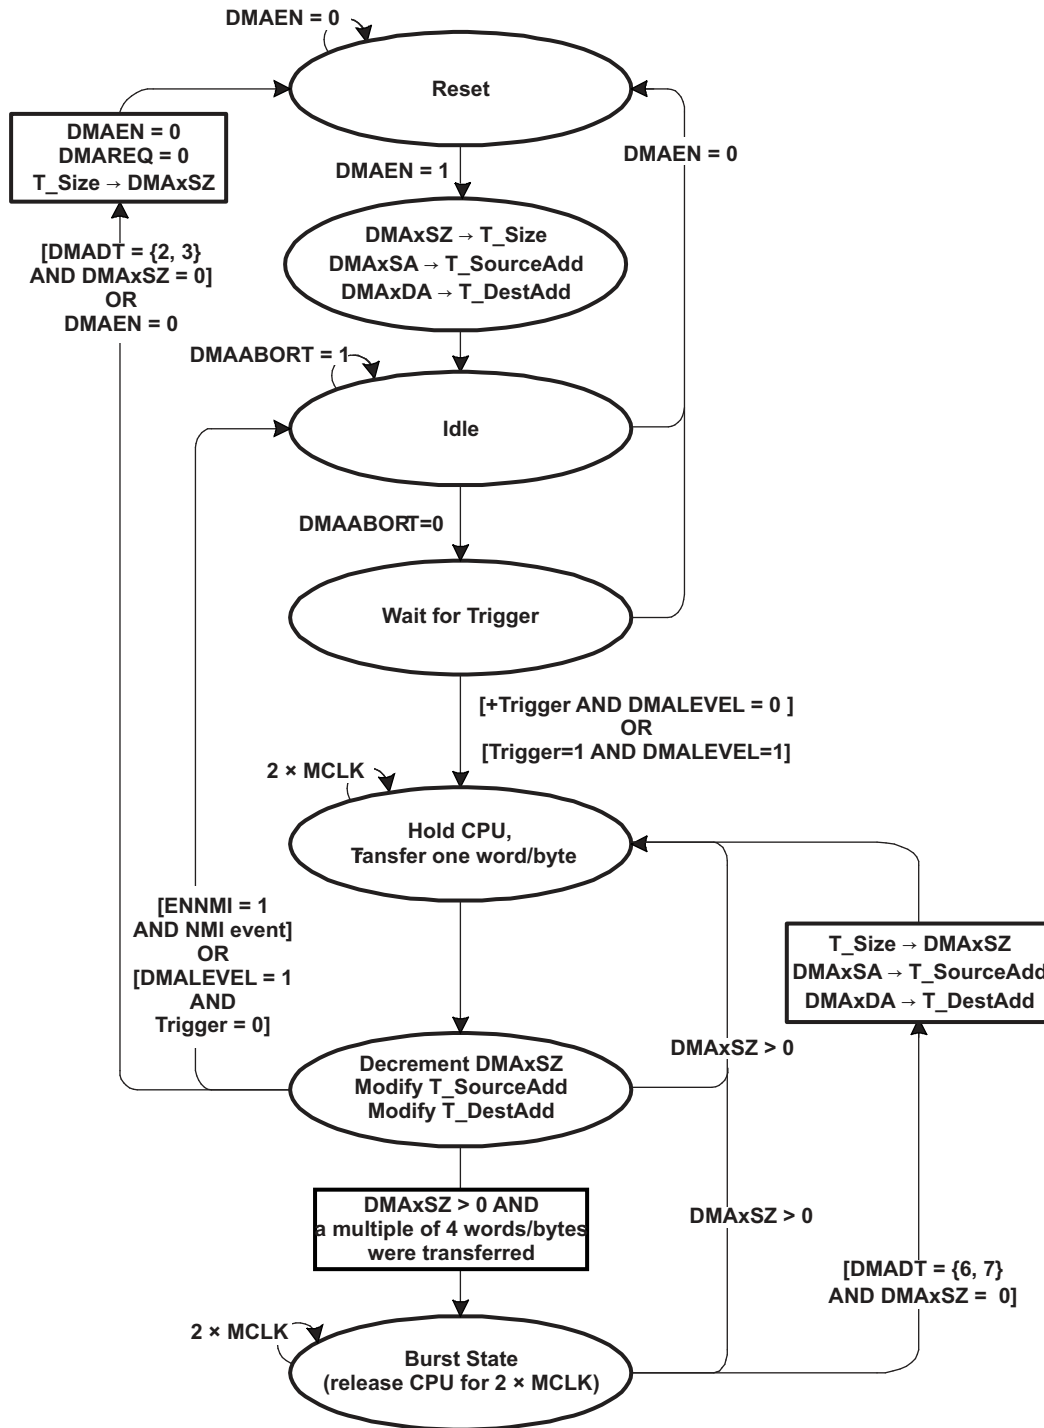 DMAEN = 0
Reset
DMAEN = 0
DMAREQ = 0
T_Size → DMAxSZ
DMAEN = 0
DMAEN = 1
[DMADT = {2, 3}
AND DMAxSZ = 0]
OR
DMAEN = 0
DMAxSZ → T_Size
DMAxSA → T_SourceAdd
DMAxDA → T_DestAdd
DMAABORT = 1
Idle
DMAABORT=0
Wait for Trigger
[+Trigger AND DMALEVEL = 0 ]
OR
[Trigger=1 AND DMALEVEL=1]
2 × MCLK
Hold CPU,
Tansfer one word/byte
[ENNMI = 1
AND NMI event]
OR
[DMALEVEL = 1
AND
Trigger = 0]
T_Size → DMAxSZ
DMAxSA → T_SourceAdd
DMAxDA → T_DestAdd
DMAxSZ > 0
Decrement DMAxSZ
Modify T_SourceAdd
Modify T_DestAdd
DMAxSZ > 0 AND
a multiple of 4 words/bytes
were transferred
DMAxSZ > 0
[DMADT = {6, 7}
AND DMAxSZ = 0]
2 × MCLK
Burst State
(release CPU for 2 × MCLK)